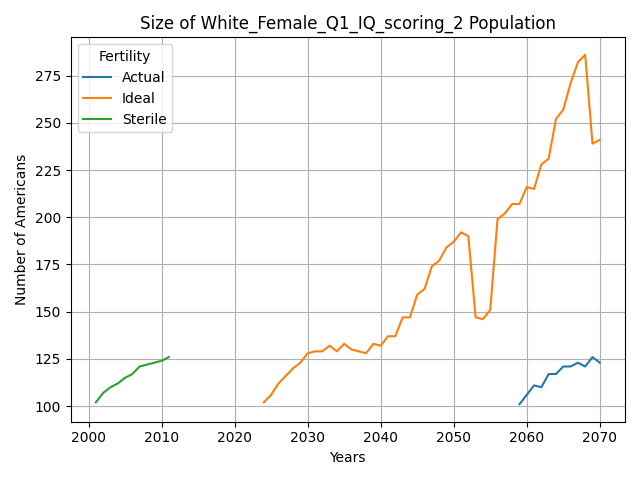 Size of White_Female_Q1_IQ_scoring_2 Population
Fertility
Actual
Ideal
Sterile
Number of Americans
275
250
225
200
175
150
125
100
2000 2010 2020 2030 2040 2050 2060 2070
Years